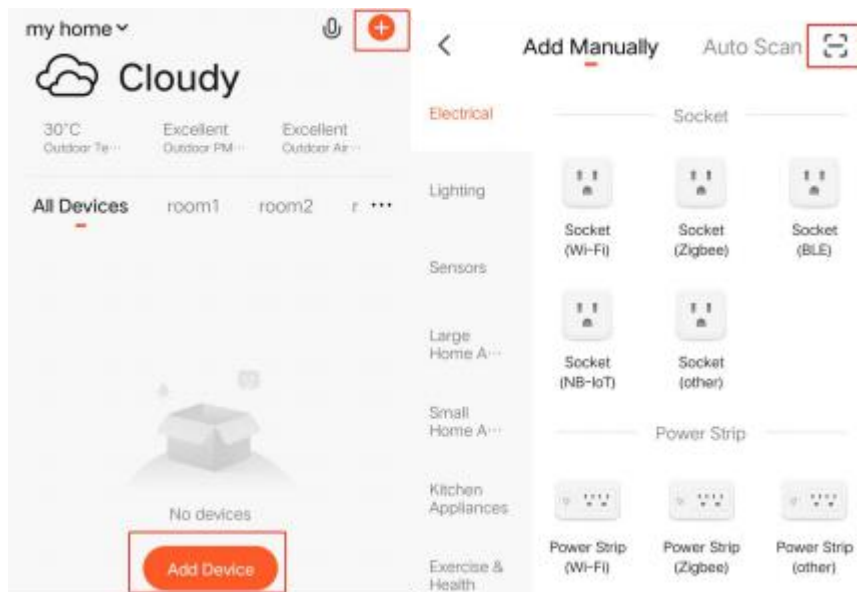 my home
Cloudy
30°C
Excellent
Excellent
Outdoor Te···
Outdoor PM···
Outdoor Air···
All Devices
room1
room2
r ···
No devices
Add Device
Add Manually
Auto Scan
Electrical
Lighting
Sensors
Large
Home A···
Small
Home A···
Kitchen
Appliances
Exercise &
Health
Socket
Socket
(Wi-Fi)
Socket
(Zigbee)
Socket
(BLE)
Socket
(NB-IoT)
Socket
(other)
Power Strip
Power Strip
(Wi-Fi)
Power Strip
(Zigbee)
Power Strip
(other)